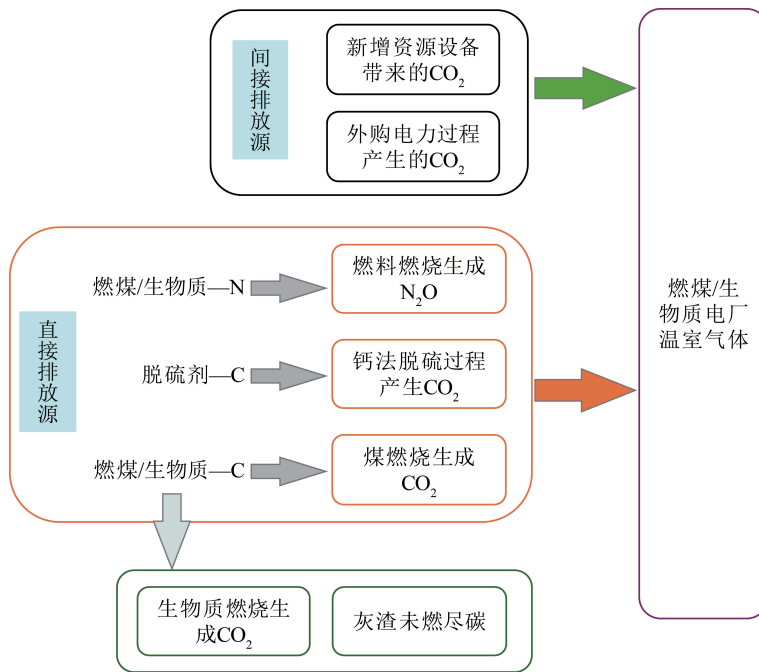 间接排放源
新增资源设备
带来的CO₂
外购电力过程
产生的CO₂
直接排放源
燃煤/生物质—N
燃料燃烧生成
N₂O
脱硫剂—C
钙法脱硫过程
产生CO₂
燃煤/生物质—C
煤燃烧生成
CO₂
生物质燃烧生
成CO₂
灰渣未燃尽碳
燃煤/生
物质电厂
温室气体